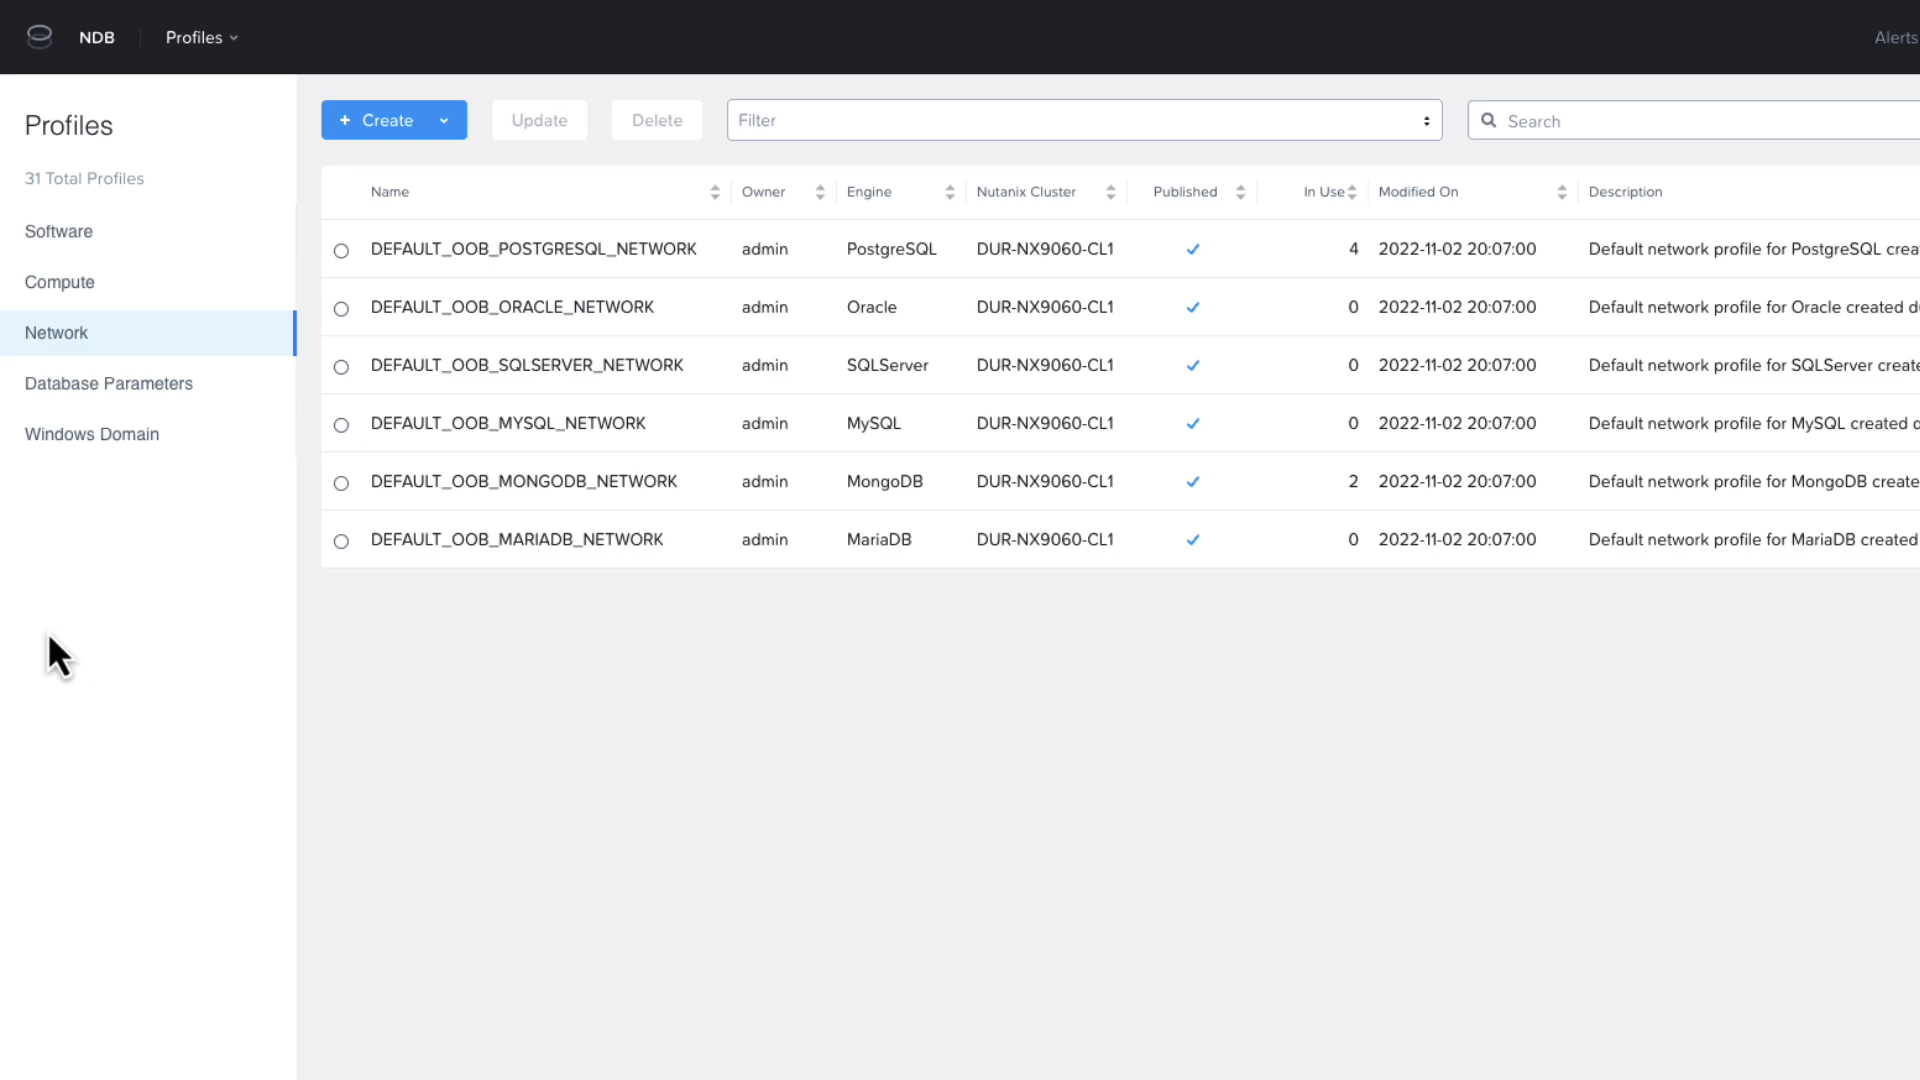 NDB Profiles Alerts
Profiles
31 Total Profiles
Software
Compute
Network
Database Parameters
Windows Domain
+ Create Update Delete Filter Search
Name Owner Engine Nutanix Cluster Published In Use Modified On Description
DEFAULT_OOB_POSTGRESQL_NETWORK admin PostgreSQL DUR-NX9060-CL1 4 2022-11-02 20:07:00 Default network profile for PostgreSQL crea
DEFAULT_OOB_ORACLE_NETWORK admin Oracle DUR-NX9060-CL1 0 2022-11-02 20:07:00 Default network profile for Oracle created d
DEFAULT_OOB_SQLSERVER_NETWORK admin SQLServer DUR-NX9060-CL1 0 2022-11-02 20:07:00 Default network profile for SQLServer create
DEFAULT_OOB_MYSQL_NETWORK admin MySQL DUR-NX9060-CL1 0 2022-11-02 20:07:00 Default network profile for MySQL created d
DEFAULT_OOB_MONGODB_NETWORK admin MongoDB DUR-NX9060-CL1 2 2022-11-02 20:07:00 Default network profile for MongoDB create
DEFAULT_OOB_MARIADB_NETWORK admin MariaDB DUR-NX9060-CL1 0 2022-11-02 20:07:00 Default network profile for MariaDB created